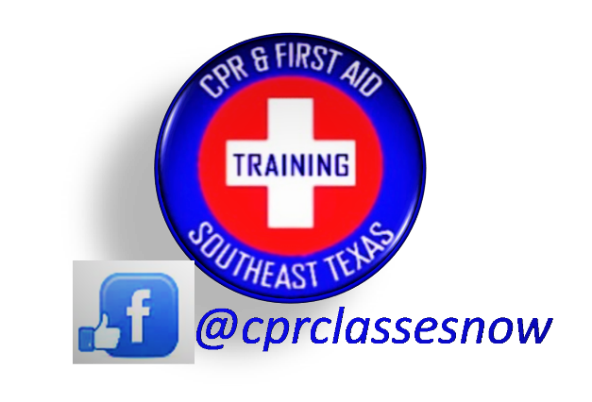 CPR & FIRST AID
TRAINING
SOUTHEAST TEXAS
f
@cprclassesnow